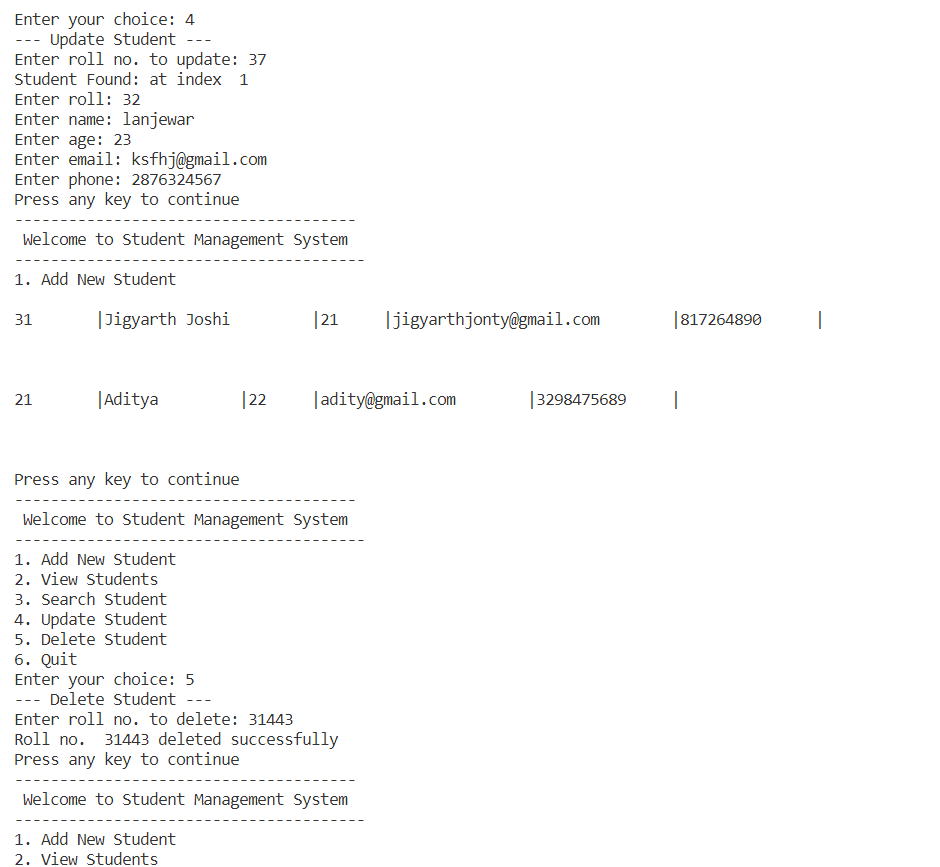 Enter your choice: 4
--- Update Student ---
Enter roll no. to update: 37
Student Found: at index  1
Enter roll: 32
Enter name: lanjewar
Enter age: 23
Enter email: ksfhj@gmail.com
Enter phone: 2876324567
Press any key to continue
--------------------------------------
 Welcome to Student Management System
---------------------------------------
1. Add New Student
31       |Jigyarth Joshi         |21     |jigyarthjonty@gmail.com        |817264890      |
21       |Aditya         |22     |adity@gmail.com        |3298475689     |
Press any key to continue
--------------------------------------
 Welcome to Student Management System
---------------------------------------
1. Add New Student
2. View Students
3. Search Student
4. Update Student
5. Delete Student
6. Quit
Enter your choice: 5
--- Delete Student ---
Enter roll no. to delete: 31443
Roll no.  31443 deleted successfully
Press any key to continue
--------------------------------------
 Welcome to Student Management System
---------------------------------------
1. Add New Student
2. View Students